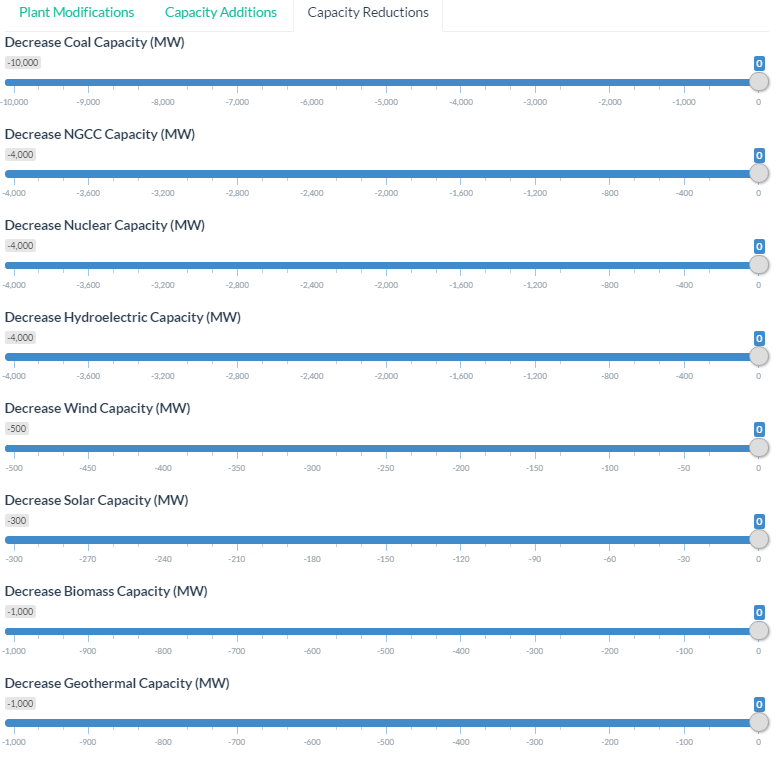 Plant Modifications Capacity Additions Capacity Reductions
Decrease Coal Capacity (MW)
-10,000 0
-10,000 -9,000 -8,000 -7,000 -6,000 -5,000 -4,000 -3,000 -2,000 -1,000 0
Decrease NGCC Capacity (MW)
-4,000 0
-4,000 -3,600 -3,200 -2,800 -2,400 -2,000 -1,600 -1,200 -800 -400 0
Decrease Nuclear Capacity (MW)
-4,000 0
-4,000 -3,600 -3,200 -2,800 -2,400 -2,000 -1,600 -1,200 -800 -400 0
Decrease Hydroelectric Capacity (MW)
-4,000 0
-4,000 -3,600 -3,200 -2,800 -2,400 -2,000 -1,600 -1,200 -800 -400 0
Decrease Wind Capacity (MW)
-500 0
-500 -450 -400 -350 -300 -250 -200 -150 -100 -50 0
Decrease Solar Capacity (MW)
-300 0
-300 -270 -240 -210 -180 -150 -120 -90 -60 -30 0
Decrease Biomass Capacity (MW)
-1,000 0
-1,000 -900 -800 -700 -600 -500 -400 -300 -200 -100 0
Decrease Geothermal Capacity (MW)
-1,000 0
-1,000 -900 -800 -700 -600 -500 -400 -300 -200 -100 0